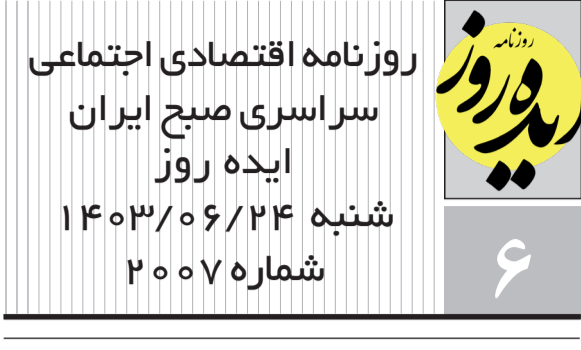 روزنامه
ایده روز
روزنامه اقتصادی اجتماعی
سراسری صبح ایران
ایده روز
شنبه ۱۴۰۳/۰۶/۲۴
شماره ۲۰۰۷
۶